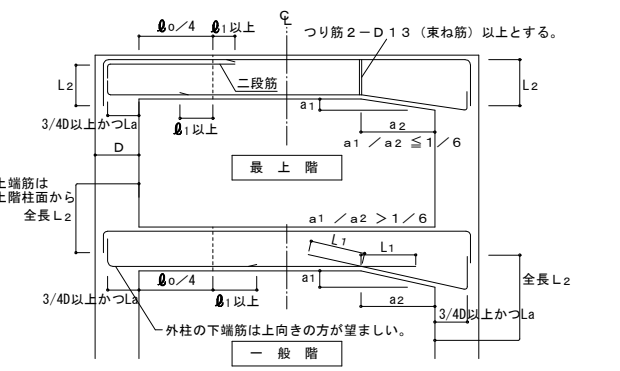 ℓo/4
ℓ1以上
CL
つり筋２－Ｄ１３（束ね筋）以上とする。
L2
二段筋
a1
L2
3/4D以上かつLa
ℓ1以上
a2
a1 ／a2 ≦１／６
D
最 上 階
上端筋は
上階柱面から
全長L2
a1 ／a2 ＞１／６
L1
L1
ℓo/4
a1
全長L2
3/4D以上かつLa
ℓ1以上
a2
3/4D以上かつLa
外柱の下端筋は上向きの方が望ましい。
一 般 階